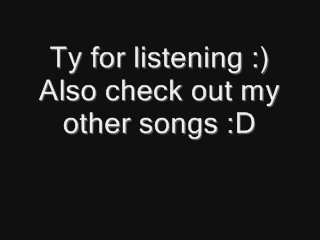 Ty for listening :)
Also check out my
other songs :D